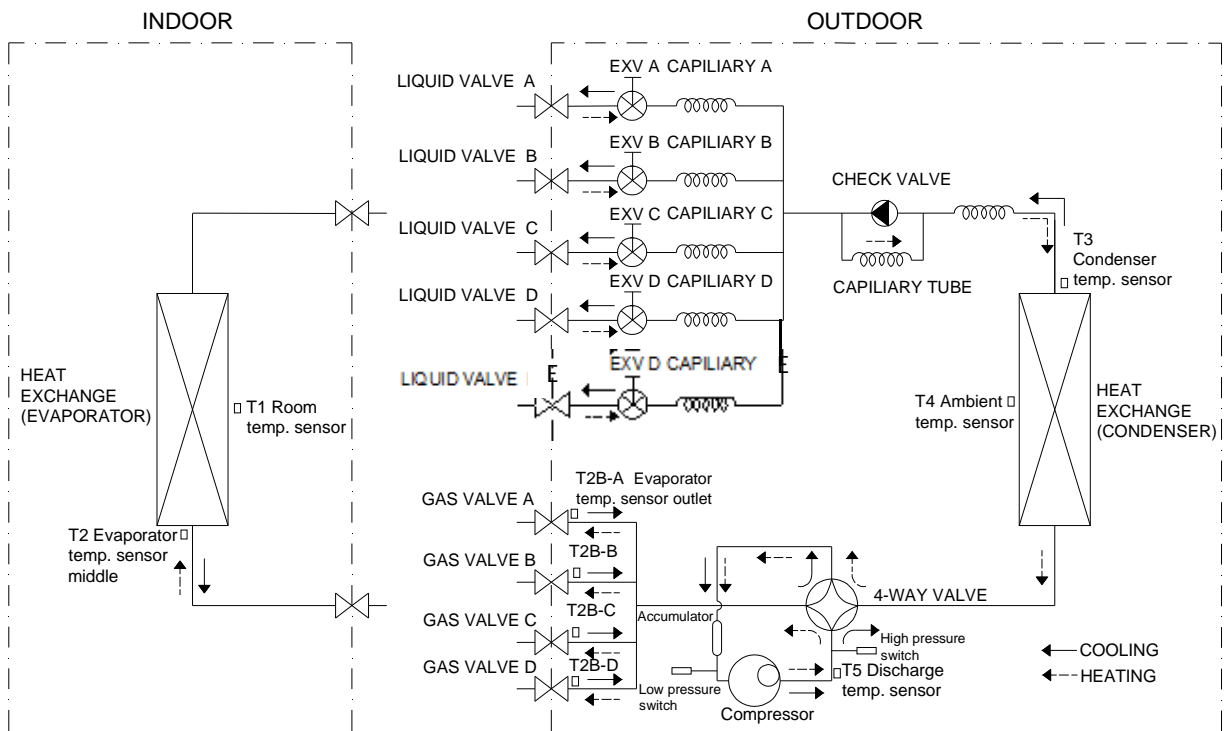 INDOOR
OUTDOOR
LIQUID VALVE A
EXV A CAPILIARY A
LIQUID VALVE B
EXV B CAPILIARY B
LIQUID VALVE C
EXV C CAPILIARY C
LIQUID VALVE D
EXV D CAPILIARY D
LIQUID VALVE
E
EXV D CAPILIARY
E
CHECK VALVE
CAPILIARY TUBE
T3
Condenser
temp. sensor
HEAT
EXCHANGE
(EVAPORATOR)
T1 Room
temp. sensor
T2 Evaporator
temp. sensor
middle
T4 Ambient
temp. sensor
HEAT
EXCHANGE
(CONDENSER)
GAS VALVE A
T2B-A Evaporator
temp. sensor outlet
GAS VALVE B
T2B-B
GAS VALVE C
T2B-C
GAS VALVE D
T2B-D
Accumulator
4-WAY VALVE
High pressure
switch
Low pressure
switch
Compressor
T5 Discharge
temp. sensor
COOLING
HEATING